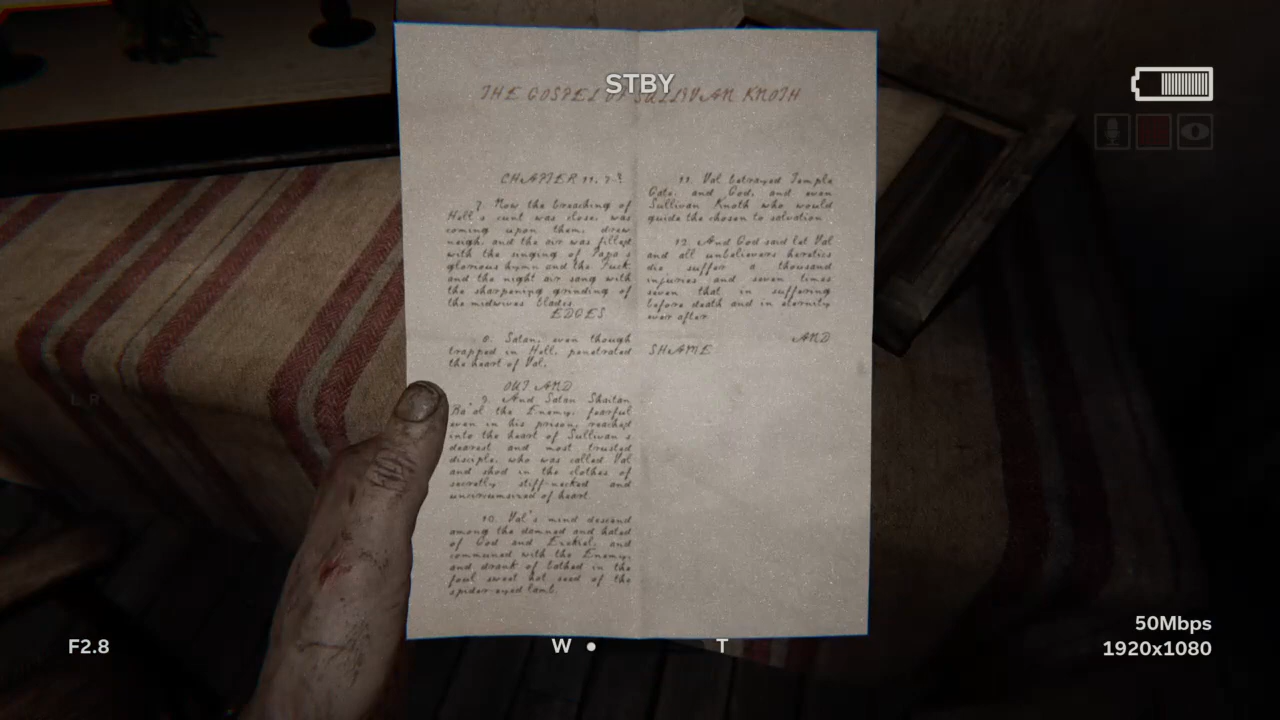 STBY
THE GOSPEL OF SULLIVAN KNOTH
CHAPTER 11.
7. Now the breaching of
Hell's cunt was close, was
coming upon them, drew
neigh, and the air was filled
with the singing of Papa's
glorious hymn and the
and the night air sang with
the sharpening grinding of
the midwives blades.
EDGES
8. Satan, even though
trapped in Hell, penetrated
the heart of Val.
OUT AND
9. And Satan Shaitan
Ba'al the Enemy, fearful
even in his prison, reached
into the heart of Sullivan's
dearest and most trusted
disciple, who was called Val
and shod in the clothes of
secretly stiff-necked and
uncircumsized of heart
10. Val's mind descend
among the damned and hated
of God and Ezekiel, and
communed with the Enemy,
and drank of bathed in the
foul sweet hot seed of the
spider-eyed lamb.
11. Val betrayed Temple
Gate, and God, and even
Sullivan Knoth who would
guide the chosen to salvation
12. And God said let Val
and all unbelievers heretics
die suffer a thousand
injuries and seven times
seven that in suffering
before death and in eternity
ever after
AND
SHAME
L R
F2.8
W
T
50Mbps
1920x1080